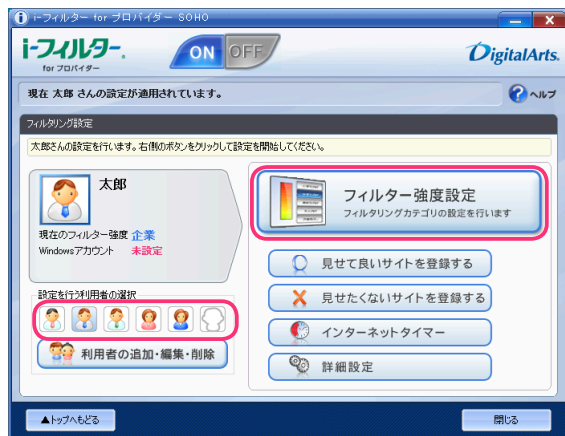 i-フィルター for プロバイダー SOHO
i-フィルター.
for プロバイダー
ON OFF
DigitalArts.
現在 太郎 さんの設定が適用されています。
ヘルプ
フィルタリング設定
太郎さんの設定を行います。右側のボタンをクリックして設定を開始してください。
太郎
現在のフィルター強度 企業
Windowsアカウント 未設定
設定を行う利用者の選択
利用者の追加・編集・削除
フィルター強度設定
フィルタリングカテゴリの設定を行います
見せて良いサイトを登録する
見せたくないサイトを登録する
インターネットタイマー
詳細設定
▲トップへもどる
閉じる